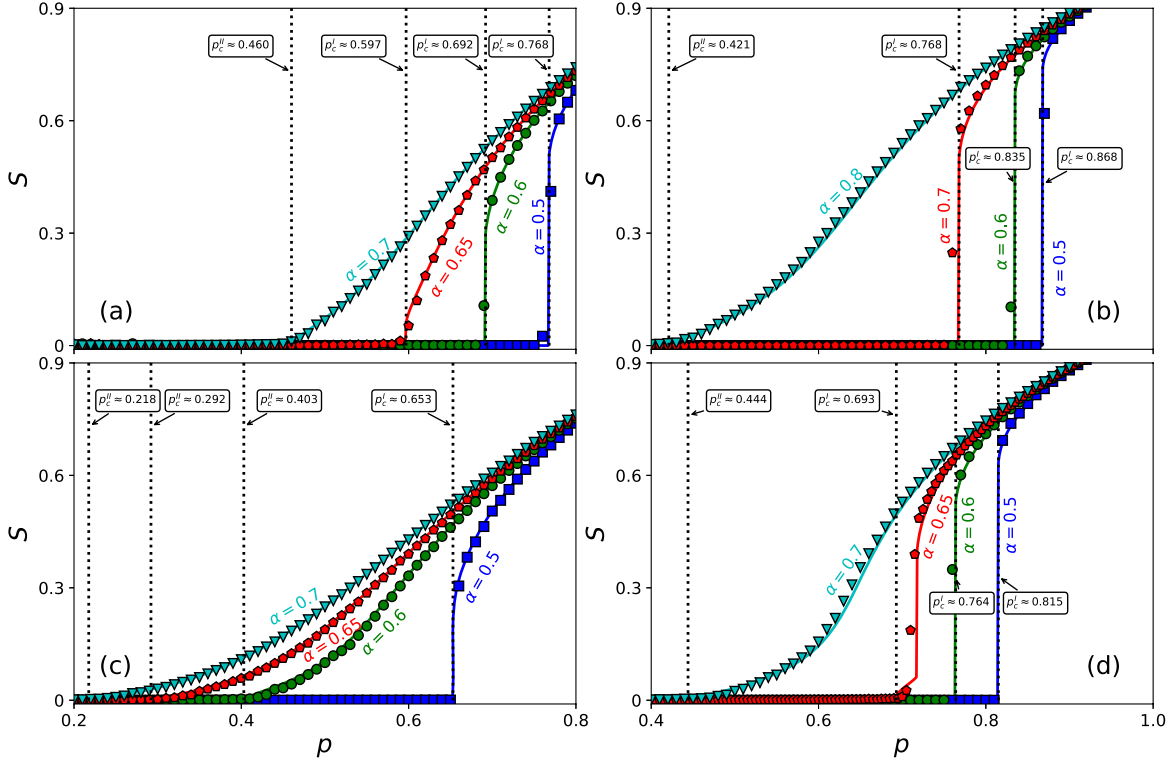 0.9
0.6
0.3
0
S
p_c^{II} ≈ 0.460
p_c^{I} ≈ 0.597
p_c^{I} ≈ 0.692
p_c^{I} ≈ 0.768
α = 0.7
α = 0.65
α = 0.6
α = 0.5
(a)
0.9
0.6
0.3
0
S
p_c^{II} ≈ 0.421
p_c^{I} ≈ 0.768
p_c^{I} ≈ 0.835
p_c^{I} ≈ 0.868
α = 0.8
α = 0.7
α = 0.6
α = 0.5
(b)
0.9
0.6
0.3
0
S
p_c^{II} ≈ 0.218
p_c^{II} ≈ 0.292
p_c^{II} ≈ 0.403
p_c^{I} ≈ 0.653
α = 0.7
α = 0.65
α = 0.6
α = 0.5
(c)
0.2
0.4
0.6
0.8
p
0.9
0.6
0.3
0
S
p_c^{II} ≈ 0.444
p_c^{I} ≈ 0.693
p_c^{I} ≈ 0.764
p_c^{I} ≈ 0.815
α = 0.7
α = 0.65
α = 0.6
α = 0.5
(d)
0.4
0.6
0.8
1.0
p